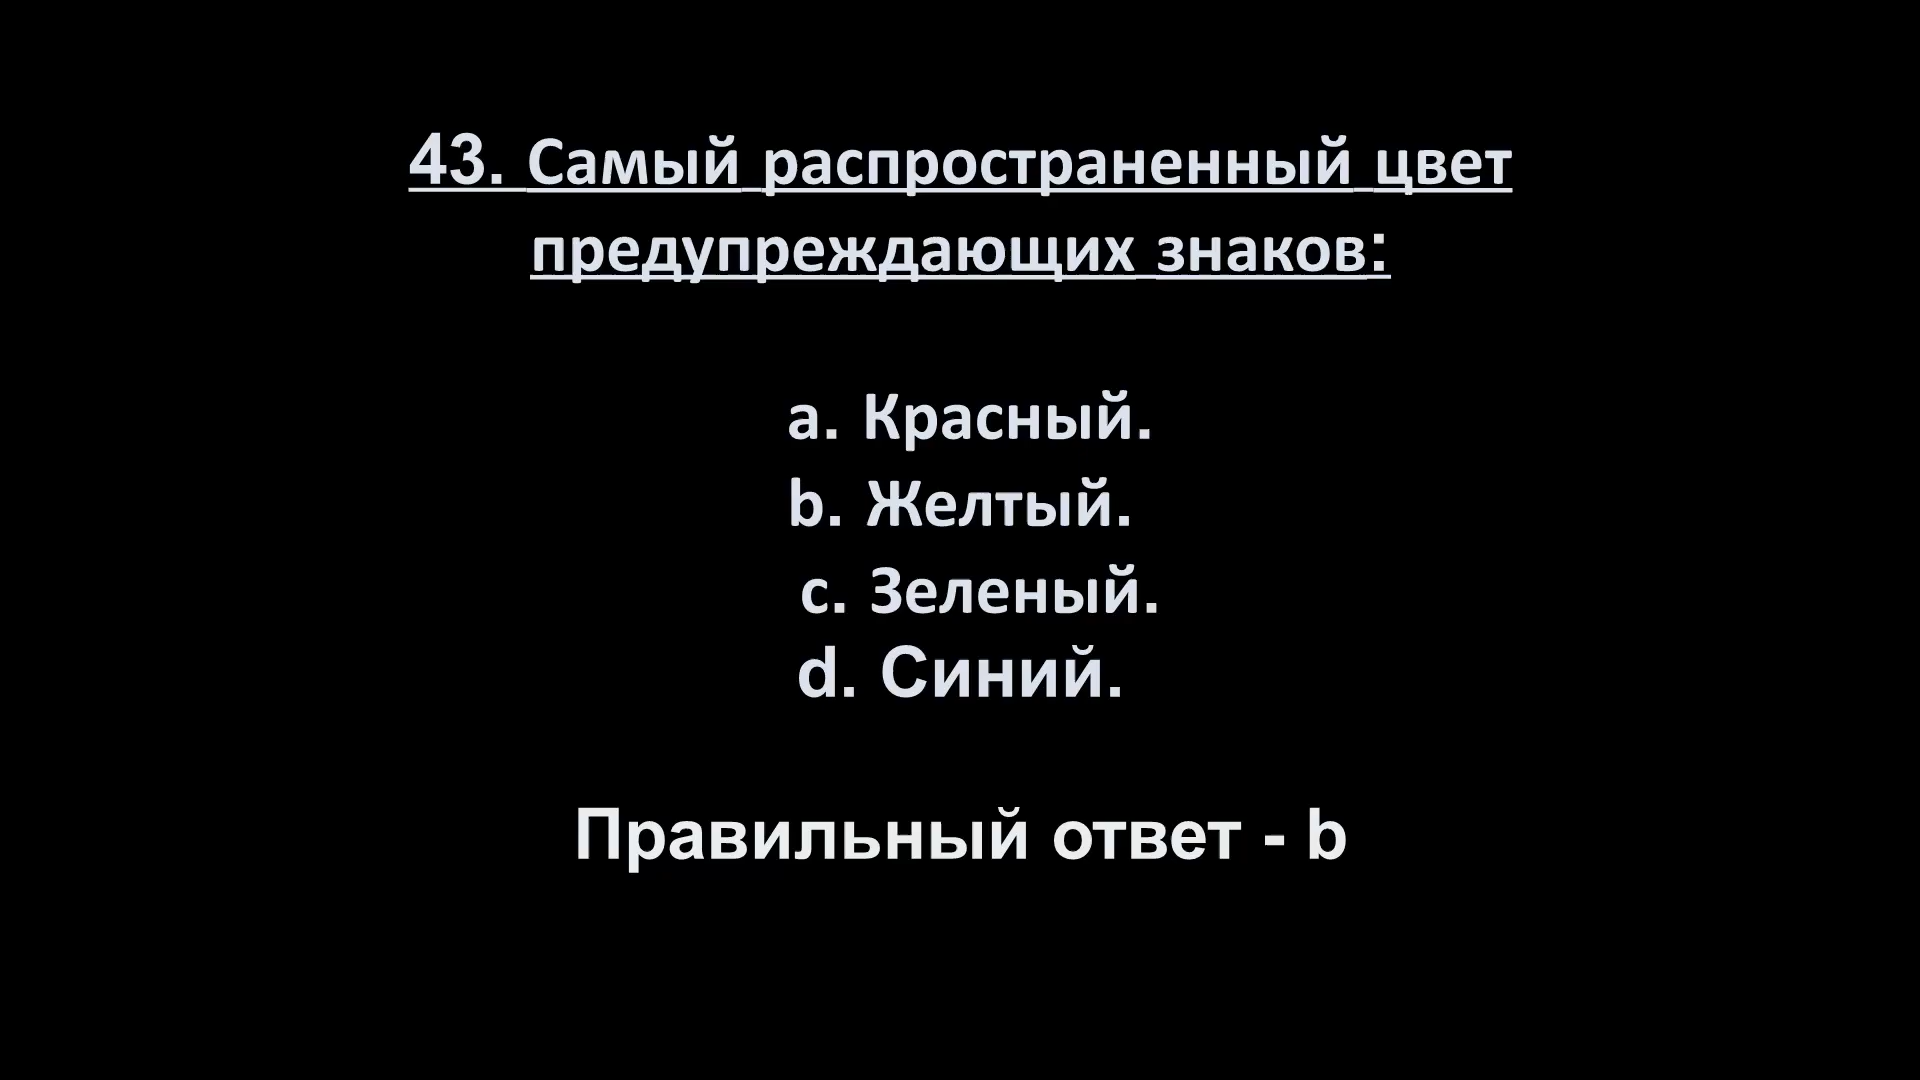 43. Самый распространенный цвет
предупреждающих знаков:
a. Красный.
b. Желтый.
c. Зеленый.
d. Синий.
Правильный ответ - b